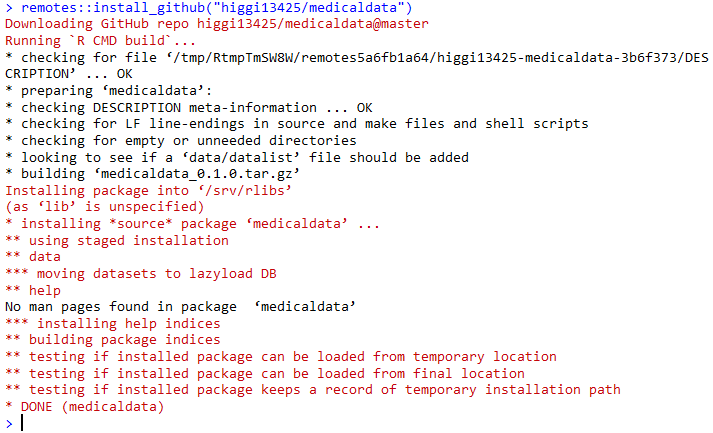 > remotes::install_github("higgi13425/medicaldata")
Downloading GitHub repo higgi13425/medicaldata@master
Running `R CMD build`...
* checking for file ‘/tmp/RtmpTmSW8W/remotes5a6fb1a64/higgi13425-medicaldata-3b6f373/DES
CRIPTION’ ... OK
* preparing ‘medicaldata’:
* checking DESCRIPTION meta-information ... OK
* checking for LF line-endings in source and make files and shell scripts
* checking for empty or unneeded directories
* looking to see if a ‘data/datalist’ file should be added
* building ‘medicaldata_0.1.0.tar.gz’
Installing package into ‘/srv/rlibs’
(as ‘lib’ is unspecified)
* installing *source* package ‘medicaldata’ ...
** using staged installation
** data
*** moving datasets to lazyload DB
** help
No man pages found in package  ‘medicaldata’
*** installing help indices
** building package indices
** testing if installed package can be loaded from temporary location
** testing if installed package can be loaded from final location
** testing if installed package keeps a record of temporary installation path
* DONE (medicaldata)
>